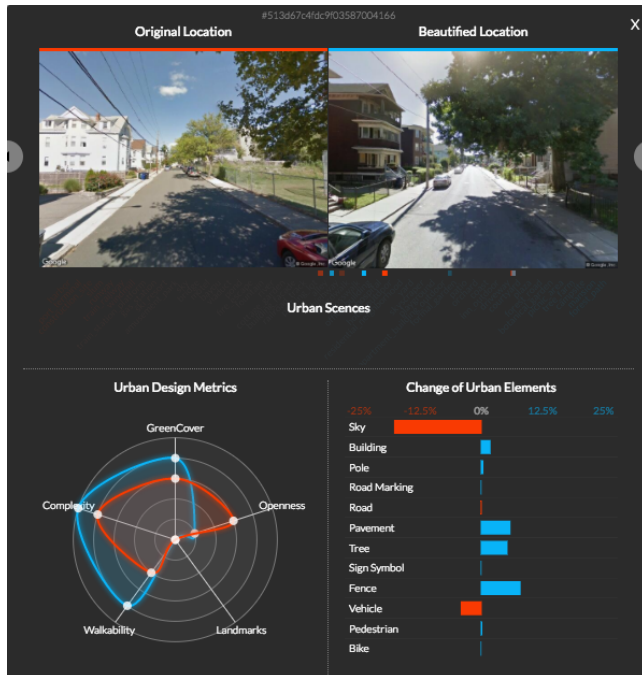 #513d67c4fdc9f03587004166
X
Original Location
Beautified Location
Google
© Google, Inc
Google
© Google, Inc
Urban Scences
Urban Design Metrics
GreenCover
Complexity
Openness
Walkability
Landmarks
Change of Urban Elements
-25% -12.5% 0% 12.5% 25%
Sky
Building
Pole
Road Marking
Road
Pavement
Tree
Sign Symbol
Fence
Vehicle
Pedestrian
Bike